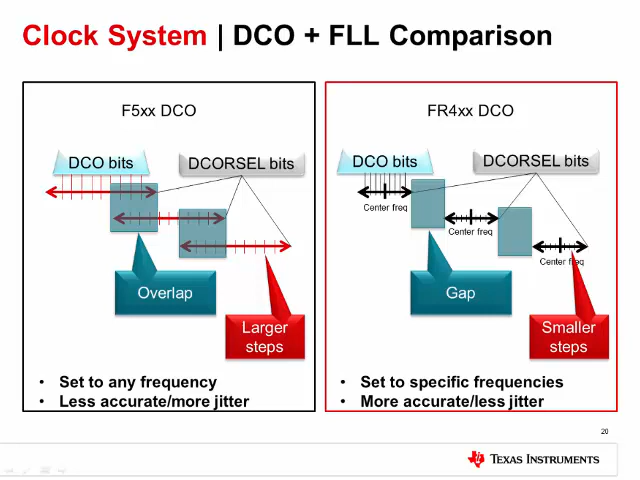 Clock System | DCO + FLL Comparison
F5xx DCO
DCO bits
DCORSEL bits
Overlap
Larger
steps
• Set to any frequency
• Less accurate/more jitter
FR4xx DCO
DCO bits
DCORSEL bits
Center freq
Center freq
Center freq
Gap
Smaller
steps
• Set to specific frequencies
• More accurate/less jitter
20
TEXAS INSTRUMENTS